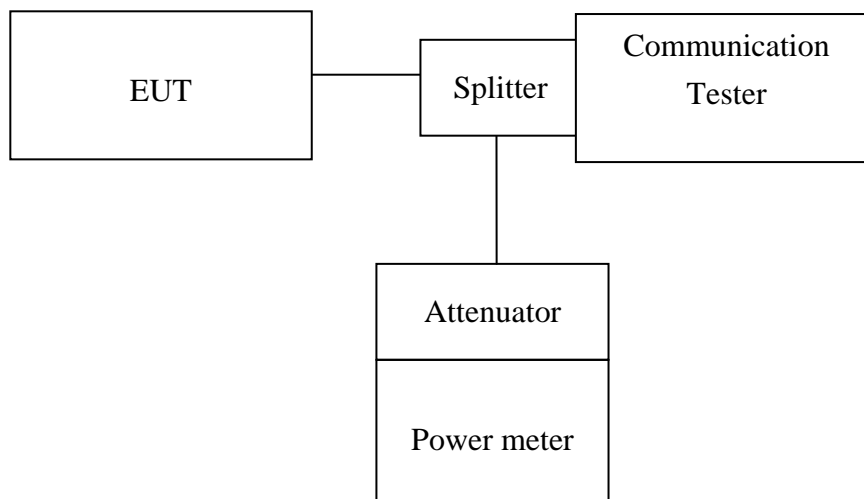 EUT
Splitter
Communication
Tester
Attenuator
Power meter